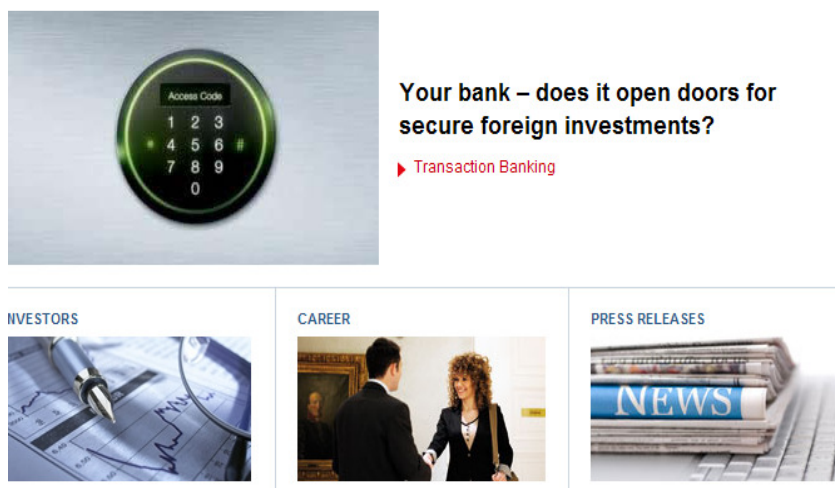 Access Code
1 2 3
* 4 5 6 #
7 8 9
0
Your bank – does it open doors for
secure foreign investments?
Transaction Banking
NVESTORS
CAREER
PRESS RELEASES
NEWS